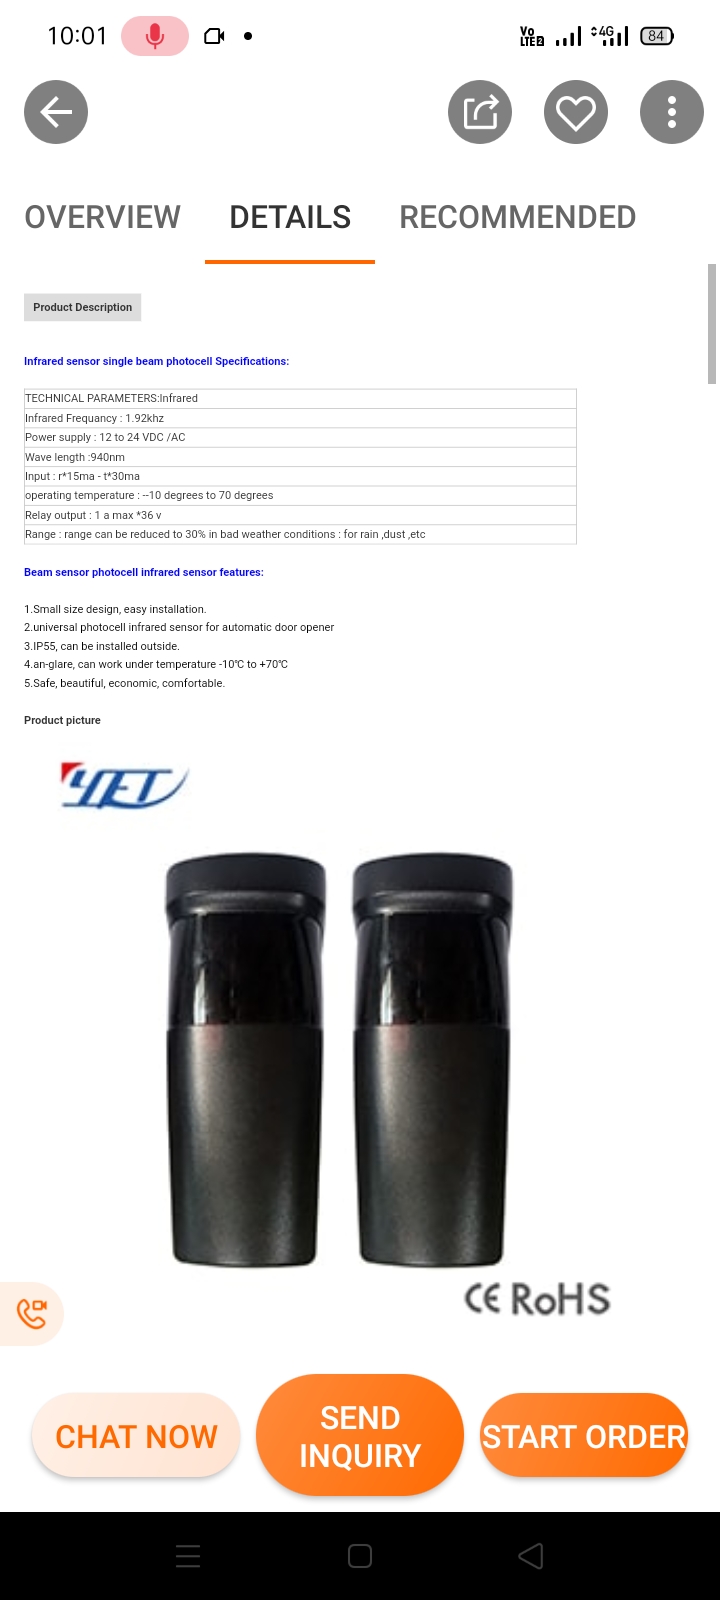 10:01
Vo
LTE2
4G
84
OVERVIEW
DETAILS
RECOMMENDED
Product Description
Infrared sensor single beam photocell Specifications:
TECHNICAL PARAMETERS:Infrared
Infrared Frequancy : 1.92khz
Power supply : 12 to 24 VDC /AC
Wave length :940nm
Input : r*15ma - t*30ma
operating temperature : --10 degrees to 70 degrees
Relay output : 1 a max *36 v
Range : range can be reduced to 30% in bad weather conditions : for rain ,dust ,etc
Beam sensor photocell infrared sensor features:
1.Small size design, easy installation.
2.universal photocell infrared sensor for automatic door opener
3.IP55, can be installed outside.
4.an-glare, can work under temperature -10℃ to +70℃
5.Safe, beautiful, economic, comfortable.
Product picture
YET
CE RoHS
CHAT NOW
SEND
INQUIRY
START ORDER